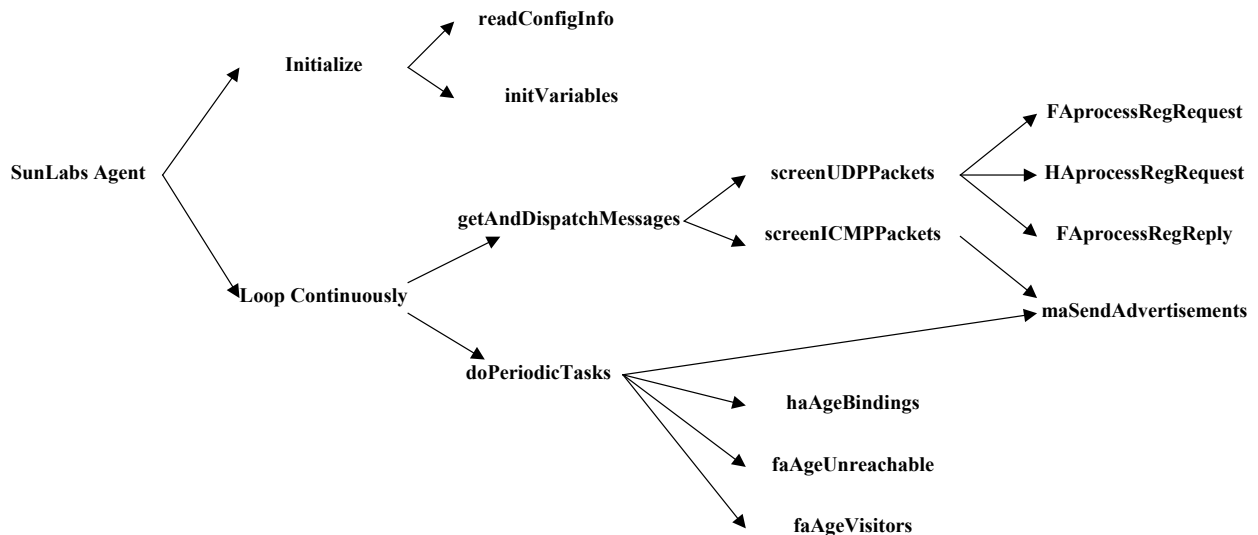 readConfigInfo
Initialize
initVariables
FAprocessRegRequest
SunLabs Agent
screenUDPPackets
HAprocessRegRequest
getAndDispatchMessages
screenICMPPackets
FAprocessRegReply
Loop Continuously
maSendAdvertisements
doPeriodicTasks
haAgeBindings
faAgeUnreachable
faAgeVisitors